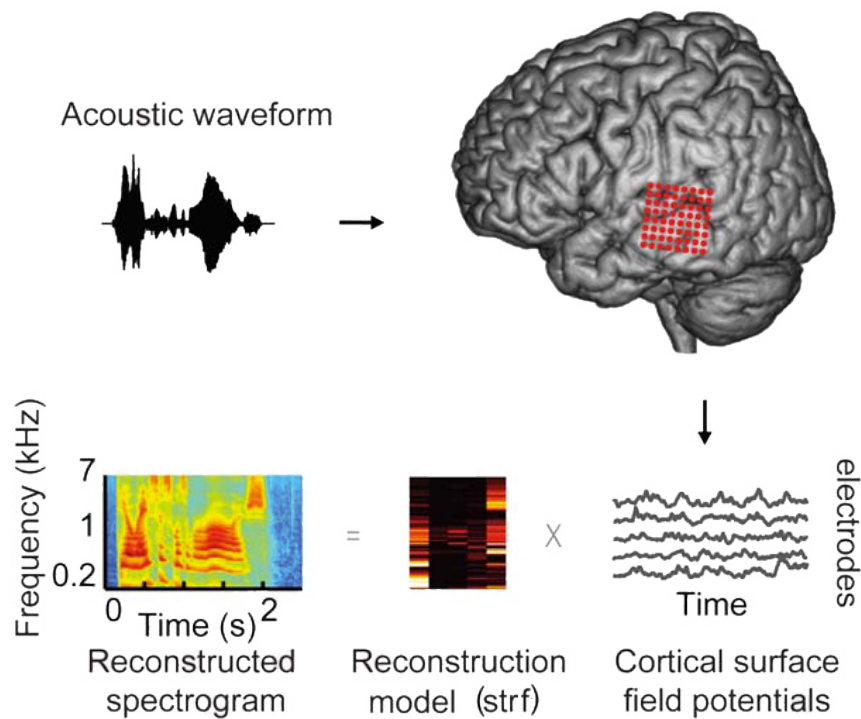 Acoustic waveform
Frequency (kHz)
7
1
0.2
0
2
Time (s)
Reconstructed
spectrogram
=
Reconstruction
model (strf)
X
electrodes
Time
Cortical surface
field potentials